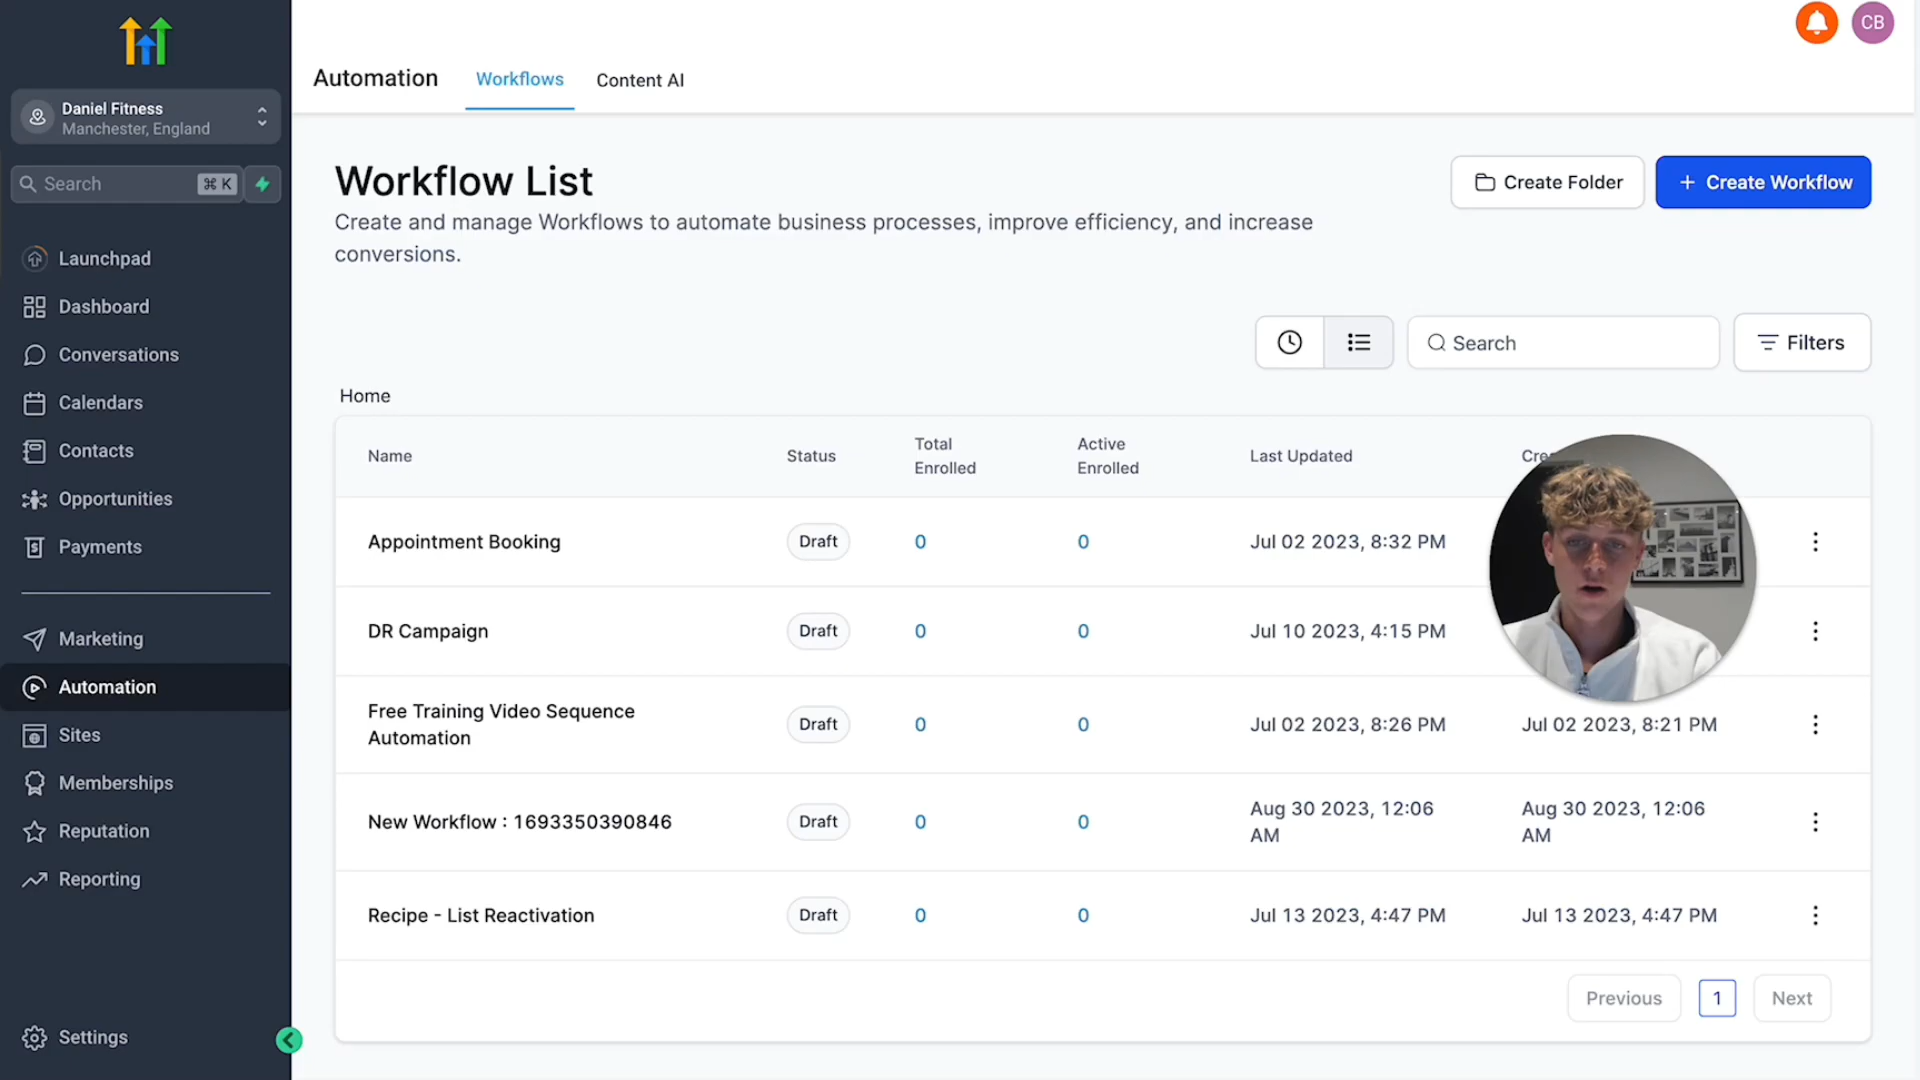 CB
Automation
Workflows
Content AI
Daniel Fitness
Manchester, England
Search
⌘ K
Launchpad
Dashboard
Conversations
Calendars
Contacts
Opportunities
Payments
Marketing
Automation
Sites
Memberships
Reputation
Reporting
Settings
Workflow List
Create and manage Workflows to automate business processes, improve efficiency, and increase
conversions.
Create Folder
+ Create Workflow
Search
Filters
Home
Name
Status
Total
Enrolled
Active
Enrolled
Last Updated
Appointment Booking
Draft
0
0
Jul 02 2023, 8:32 PM
DR Campaign
Draft
0
0
Jul 10 2023, 4:15 PM
Free Training Video Sequence
Automation
Draft
0
0
Jul 02 2023, 8:26 PM
Jul 02 2023, 8:21 PM
New Workflow : 1693350390846
Draft
0
0
Aug 30 2023, 12:06
AM
Aug 30 2023, 12:06
AM
Recipe - List Reactivation
Draft
0
0
Jul 13 2023, 4:47 PM
Jul 13 2023, 4:47 PM
Previous
1
Next